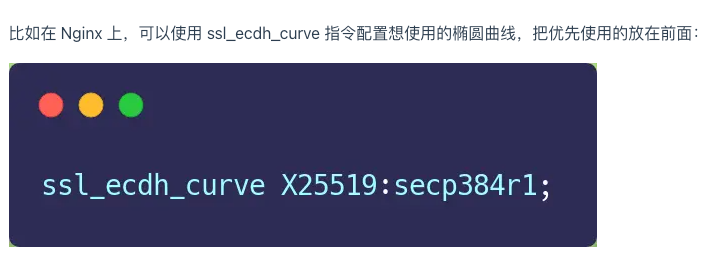 比如在 Nginx 上，可以使用 ssl_ecdh_curve 指令配置想使用的椭圆曲线，把优先使用的放在前面：
ssl_ecdh_curve X25519:secp384r1;